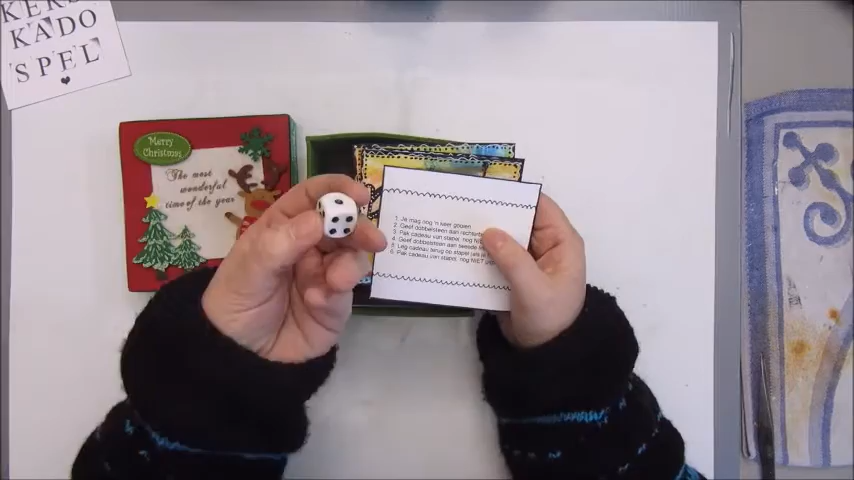 KERST
KADO
SPEL
Merry
Christmas
The most
wonderful
time of the year
1. Je mag nog 'n keer gooien
2. Geef dobbelsteen aan rechterb
3. Pak cadeau van stapel, nog
4. Geef dobbelsteen aan tweede
5. Leg cadeau terug op stapel
6. Pak cadeau van stapel, nog NIET